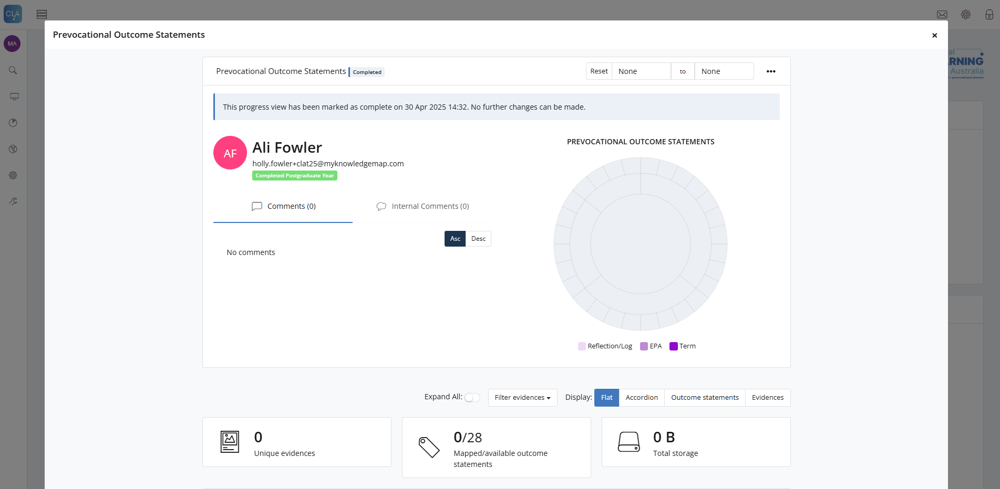 CLA
MA
al
RNING
Australia
for prevocational doctors
Prevocational Outcome Statements
×
Prevocational Outcome Statements Completed
Reset None to None
This progress view has been marked as complete on 30 Apr 2025 14:32. No further changes can be made.
AF
Ali Fowler
holly.fowler+clat25@myknowledgemap.com
Completed Postgraduate Year
PREVOCATIONAL OUTCOME STATEMENTS
Comments (0) Internal Comments (0)
Asc Desc
No comments
Reflection/Log EPA Term
Expand All: Filter evidences Display: Flat Accordion Outcome statements Evidences
0
Unique evidences
0/28
Mapped/available outcome
statements
0 B
Total storage